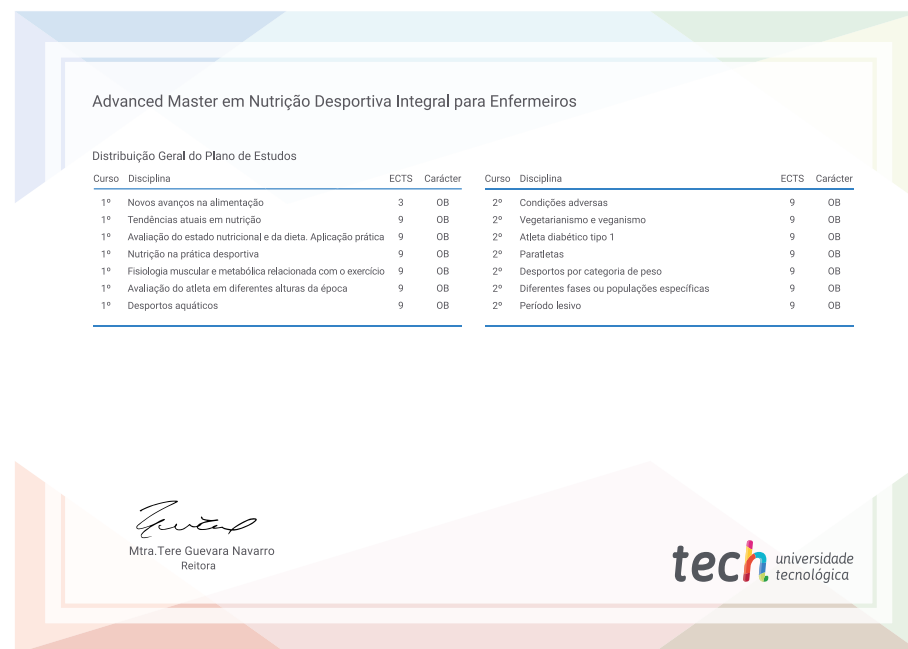 Advanced Master em Nutrição Desportiva Integral para Enfermeiros
Distribuição Geral do Plano de Estudos
Curso Disciplina ECTS Carácter
1º Novos avanços na alimentação 3 OB
1º Tendências atuais em nutrição 9 OB
1º Avaliação do estado nutricional e da dieta. Aplicação prática 9 OB
1º Nutrição na prática desportiva 9 OB
1º Fisiologia muscular e metabólica relacionada com o exercício 9 OB
1º Avaliação do atleta em diferentes alturas da época 9 OB
1º Desportos aquáticos 9 OB
Curso Disciplina ECTS Carácter
2º Condições adversas 9 OB
2º Vegetarianismo e veganismo 9 OB
2º Atleta diabético tipo 1 9 OB
2º Paratletas 9 OB
2º Desportos por categoria de peso 9 OB
2º Diferentes fases ou populações específicas 9 OB
2º Período lesivo 9 OB
Mtra.Tere Guevara Navarro
Reitora
tech universidade
tecnológica